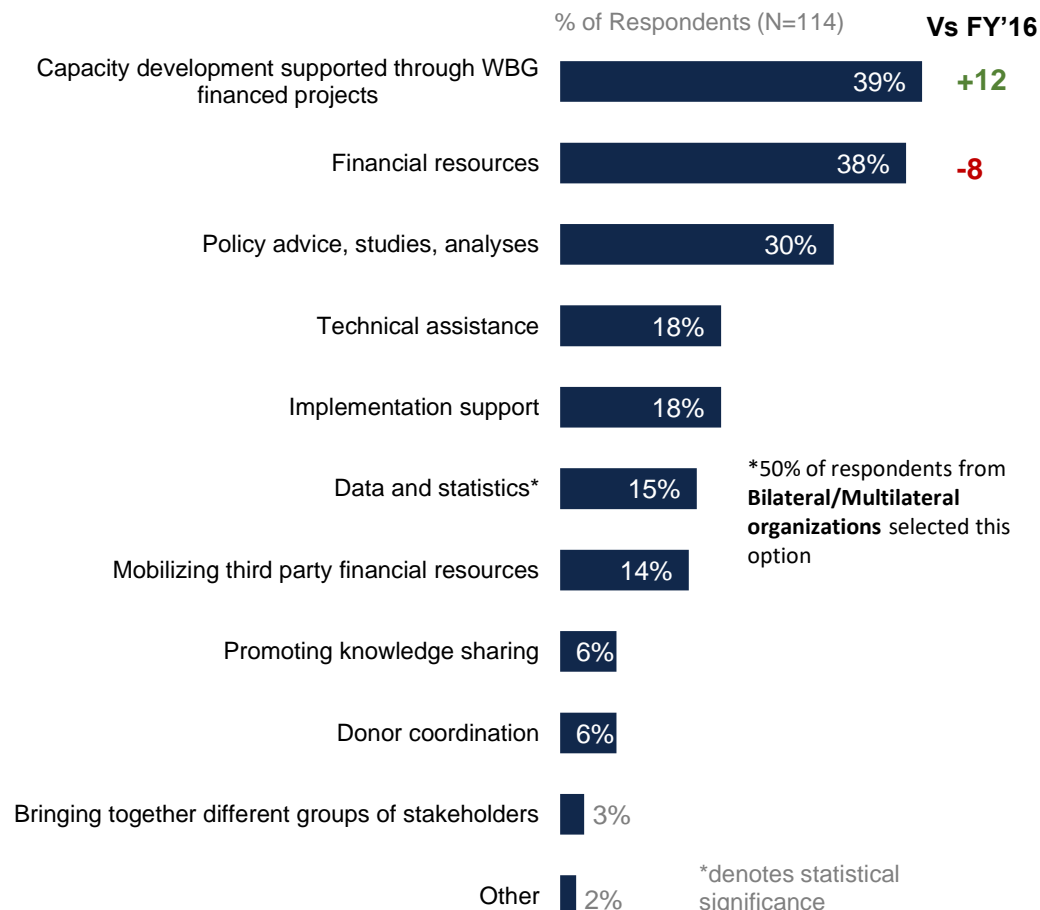 % of Respondents (N=114)
Vs FY'16
Capacity development supported through WBG
financed projects
39%
+12
Financial resources
38%
-8
Policy advice, studies, analyses
30%
Technical assistance
18%
Implementation support
18%
Data and statistics*
15%
*50% of respondents from
Bilateral/Multilateral
organizations selected this
option
Mobilizing third party financial resources
14%
Promoting knowledge sharing
6%
Donor coordination
6%
Bringing together different groups of stakeholders
3%
Other
2%
*denotes statistical
significance